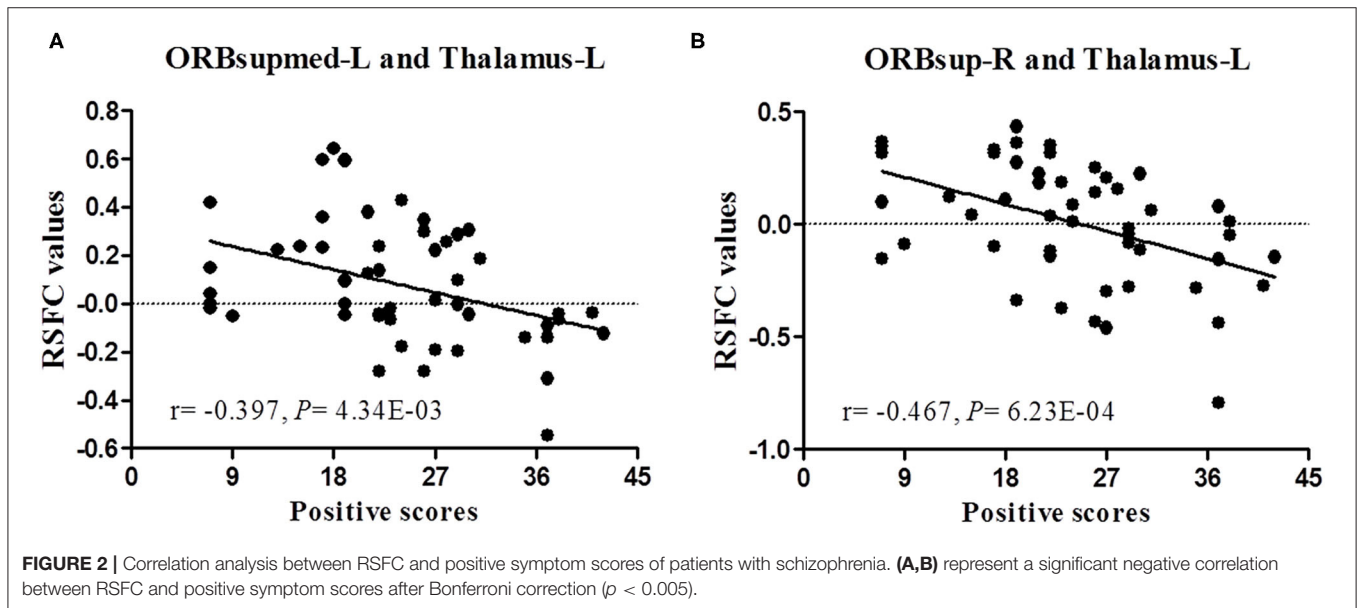 A
ORBsupmed-L and Thalamus-L
0.8
0.6
0.4
0.2
-0.0
-0.2
-0.4
-0.6
RSFC values
r= -0.397, P= 4.34E-03
0 9 18 27 36 45
Positive scores
B
ORBsup-R and Thalamus-L
0.5
0.0
-0.5
-1.0
RSFC values
r= -0.467, P= 6.23E-04
0 9 18 27 36 45
Positive scores
FIGURE 2 | Correlation analysis between RSFC and positive symptom scores of patients with schizophrenia. (A,B) represent a significant negative correlation
between RSFC and positive symptom scores after Bonferroni correction (p < 0.005).